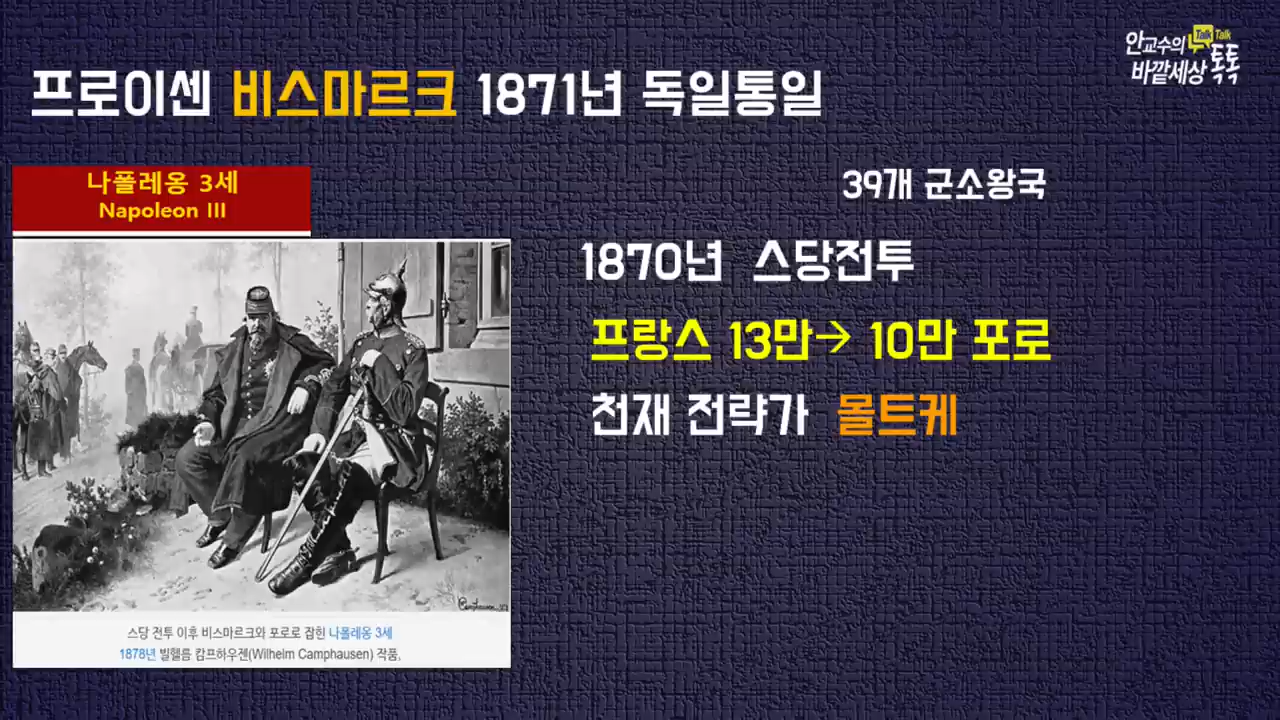 안교수의 Talk Talk
바깥세상 톡톡
프로이센 비스마르크 1871년 독일통일
나폴레옹 3세
Napoleon III
39개 군소왕국
1870년 스당전투
프랑스 13만→ 10만 포로
천재 전략가 몰트케
스당 전투 이후 비스마르크와 포로로 잡힌 나폴레옹 3세
1878년 빌헬름 캄프하우젠(Wilhelm Camphausen) 작품.